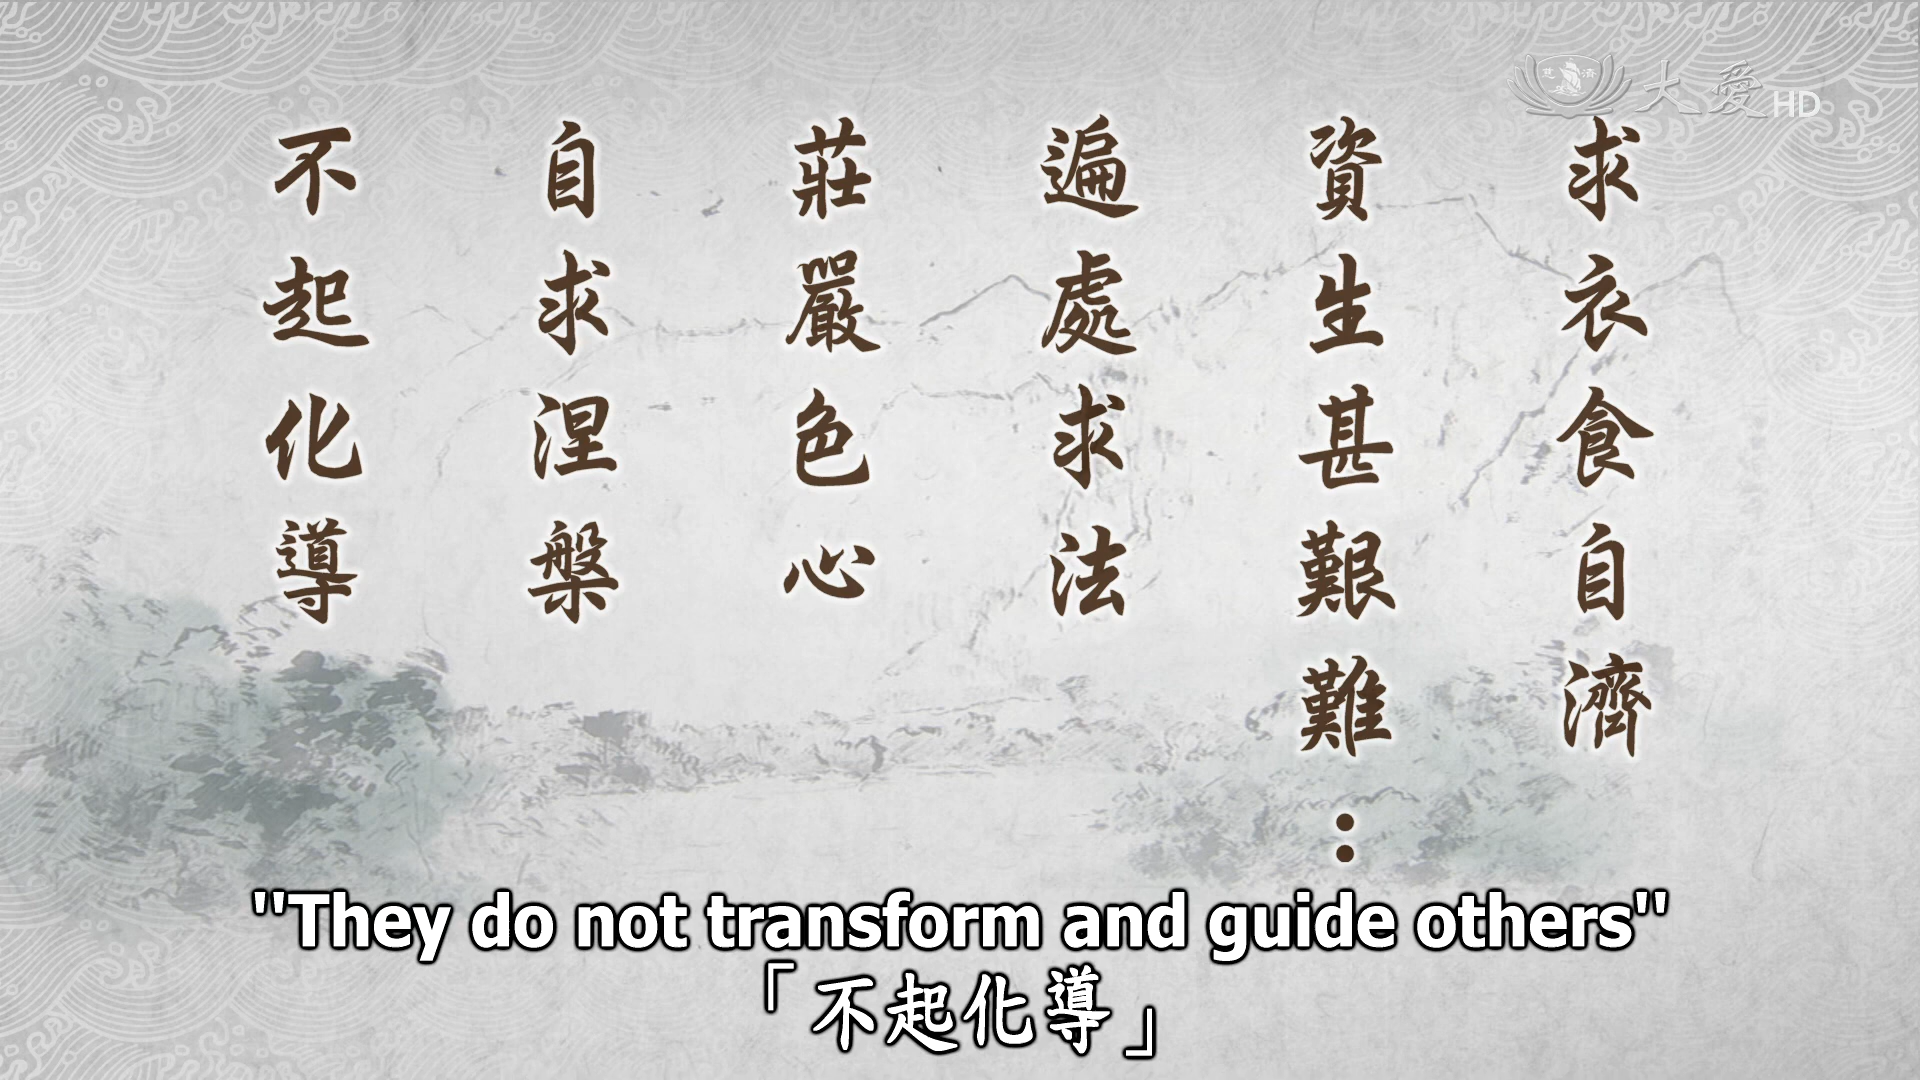 大愛HD
慈濟
求衣食自濟
資生甚艱難：
遍處求法
莊嚴色心
自求涅槃
不起化導
"They do not transform and guide others"
「不起化導」